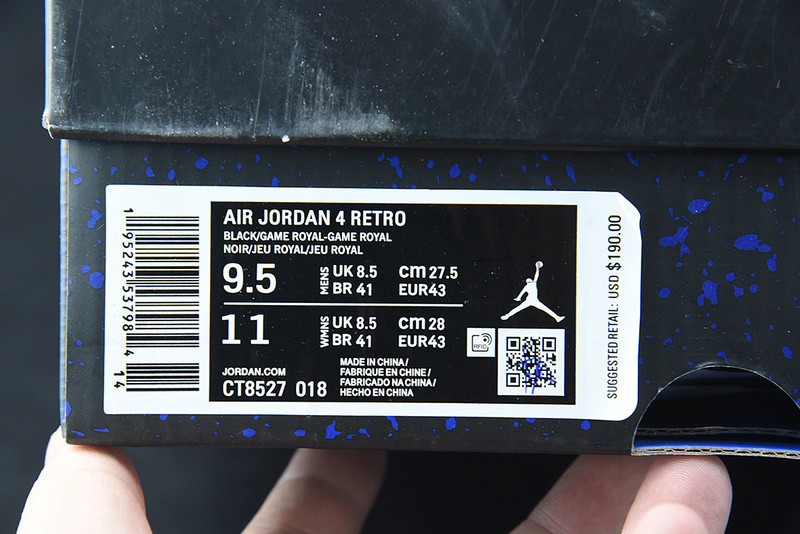 AIR JORDAN 4 RETRO
BLACK/GAME ROYAL-GAME ROYAL
NOIR/JEU ROYAL/JEU ROYAL
9.5 MENS UK 8.5 cm 27.5
BR 41 EUR43
11 WMNS UK 8.5 cm 28
BR 41 EUR43
JORDAN.COM
CT8527 018
MADE IN CHINA/
FABRIQUE EN CHINE/
FABRICADO NA CHINA/
HECHO EN CHINA
RFID
1 95243 53798 4
14
SUGGESTED RETAIL: USD $190.00